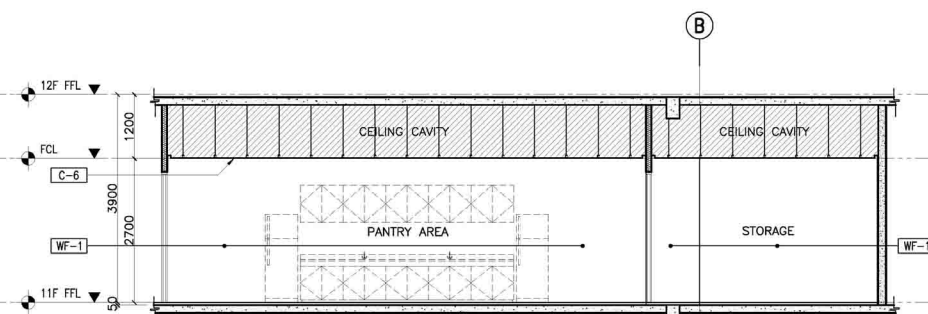 B
12F FFL
1200
CEILING CAVITY
CEILING CAVITY
FCL
C-6
3900
2700
PANTRY AREA
STORAGE
WF-1
WF-1
11F FFL
50